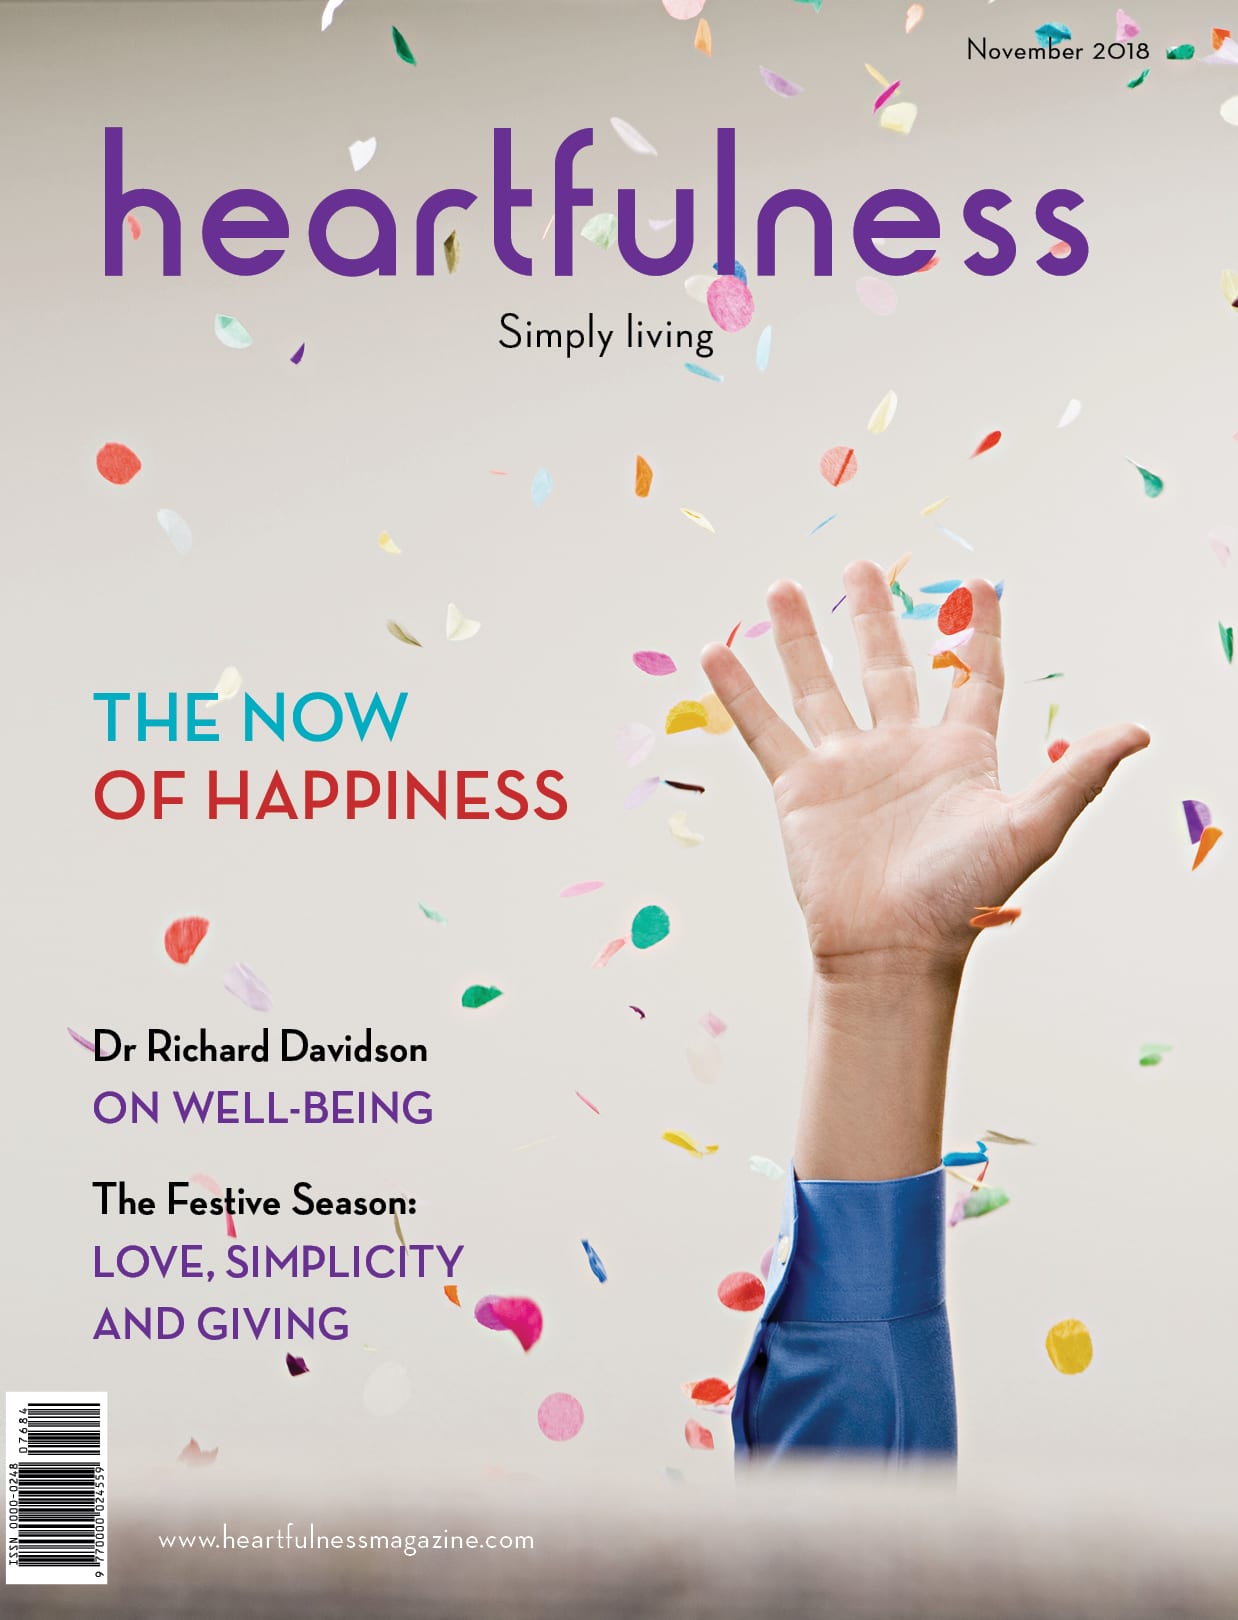 November 2018
heartfulness
Simply living
THE NOW
OF HAPPINESS
Dr Richard Davidson
ON WELL-BEING
The Festive Season:
LOVE, SIMPLICITY
AND GIVING
ISSN 0000-0248
07684
9 770000 024559
www.heartfulnessmagazine.com